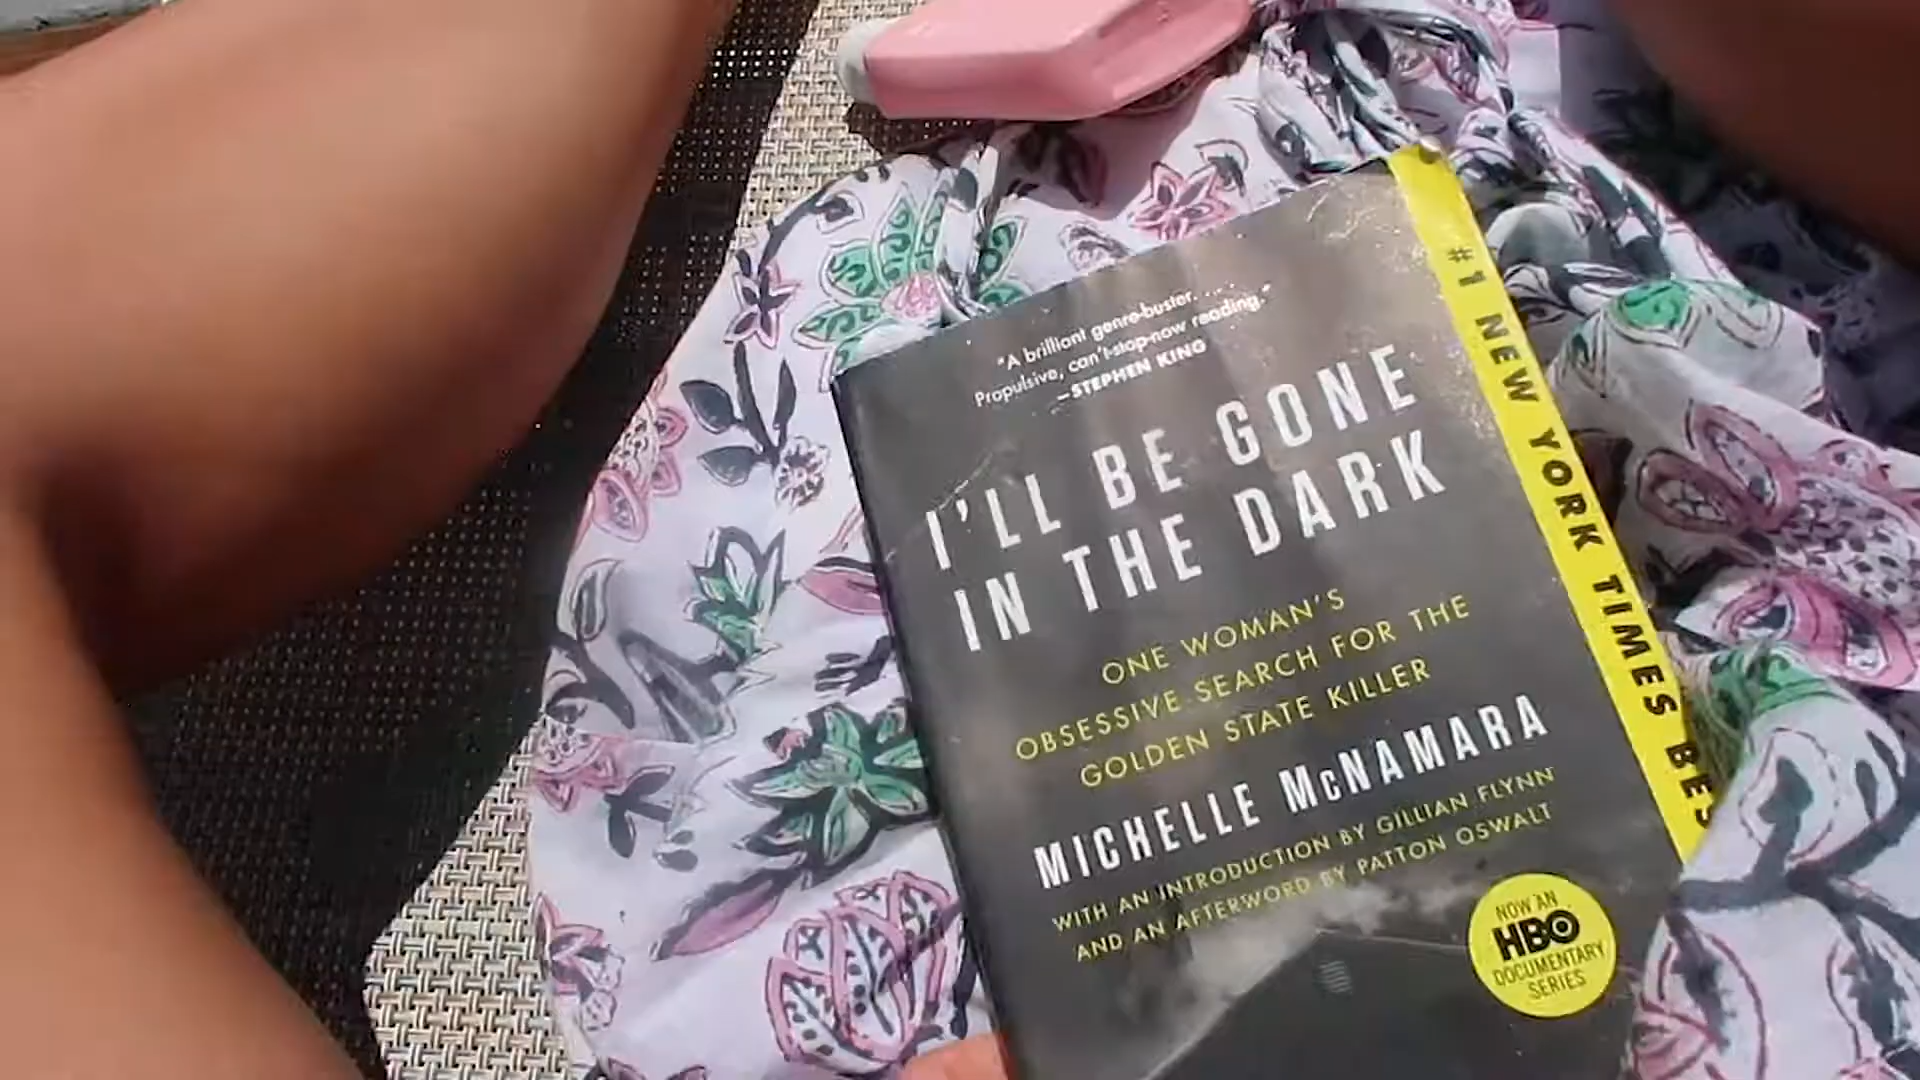 "A brilliant genre-buster. . . .
Propulsive, can't-stop-now reading."
—STEPHEN KING
I'LL BE GONE
IN THE DARK
ONE WOMAN'S
OBSESSIVE SEARCH FOR THE
GOLDEN STATE KILLER
MICHELLE McNAMARA
WITH AN INTRODUCTION BY GILLIAN FLYNN
AND AN AFTERWORD BY PATTON OSWALT
#1 NEW YORK TIMES BES
NOW AN
HBO
DOCUMENTARY
SERIES